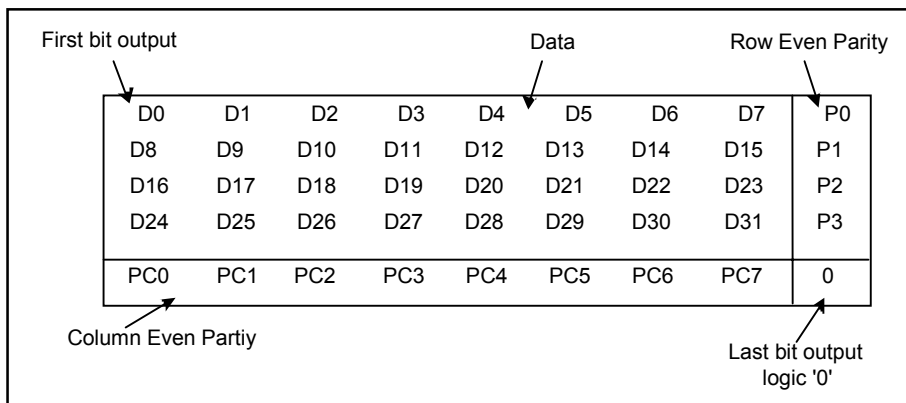 First bit output Data Row Even Parity
D0 D1 D2 D3 D4 D5 D6 D7 P0
D8 D9 D10 D11 D12 D13 D14 D15 P1
D16 D17 D18 D19 D20 D21 D22 D23 P2
D24 D25 D26 D27 D28 D29 D30 D31 P3
PC0 PC1 PC2 PC3 PC4 PC5 PC6 PC7 0
Column Even Partiy
Last bit output
logic '0'